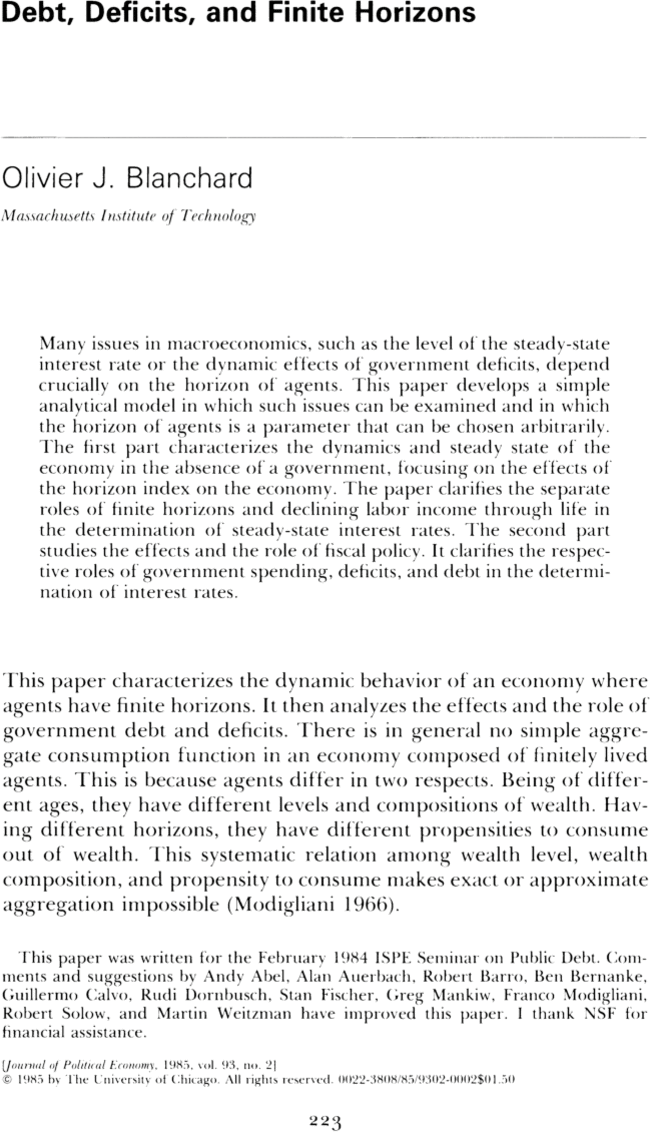 Debt, Deficits, and Finite Horizons
Olivier J. Blanchard
Massachusetts Institute of Technology
Many issues in macroeconomics, such as the level of the steady-state
interest rate or the dynamic effects of government deficits, depend
crucially on the horizon of agents. This paper develops a simple
analytical model in which such issues can be examined and in which
the horizon of agents is a parameter that can be chosen arbitrarily.
The first part characterizes the dynamics and steady state of the
economy in the absence of a government, focusing on the effects of
the horizon index on the economy. The paper clarifies the separate
roles of finite horizons and declining labor income through life in
the determination of steady-state interest rates. The second part
studies the effects and the role of fiscal policy. It clarifies the respec-
tive roles of government spending, deficits, and debt in the determi-
nation of interest rates.
This paper characterizes the dynamic behavior of an economy where
agents have finite horizons. It then analyzes the effects and the role of
government debt and deficits. There is in general no simple aggre-
gate consumption function in an economy composed of finitely lived
agents. This is because agents differ in two respects. Being of differ-
ent ages, they have different levels and compositions of wealth. Hav-
ing different horizons, they have different propensities to consume
out of wealth. This systematic relation among wealth level, wealth
composition, and propensity to consume makes exact or approximate
aggregation impossible (Modigliani 1966).
This paper was written for the February 1984 ISPE Seminar on Public Debt. Com-
ments and suggestions by Andy Abel, Alan Auerbach, Robert Barro, Ben Bernanke,
Guillermo Calvo, Rudi Dornbusch, Stan Fischer, Greg Mankiw, Franco Modigliani,
Robert Solow, and Martin Weitzman have improved this paper. I thank NSF for
financial assistance.
[Journal of Political Economy, 1985, vol. 93, no. 2]
© 1985 by The University of Chicago. All rights reserved. 0022-3808/85/9302-0002$01.50
223